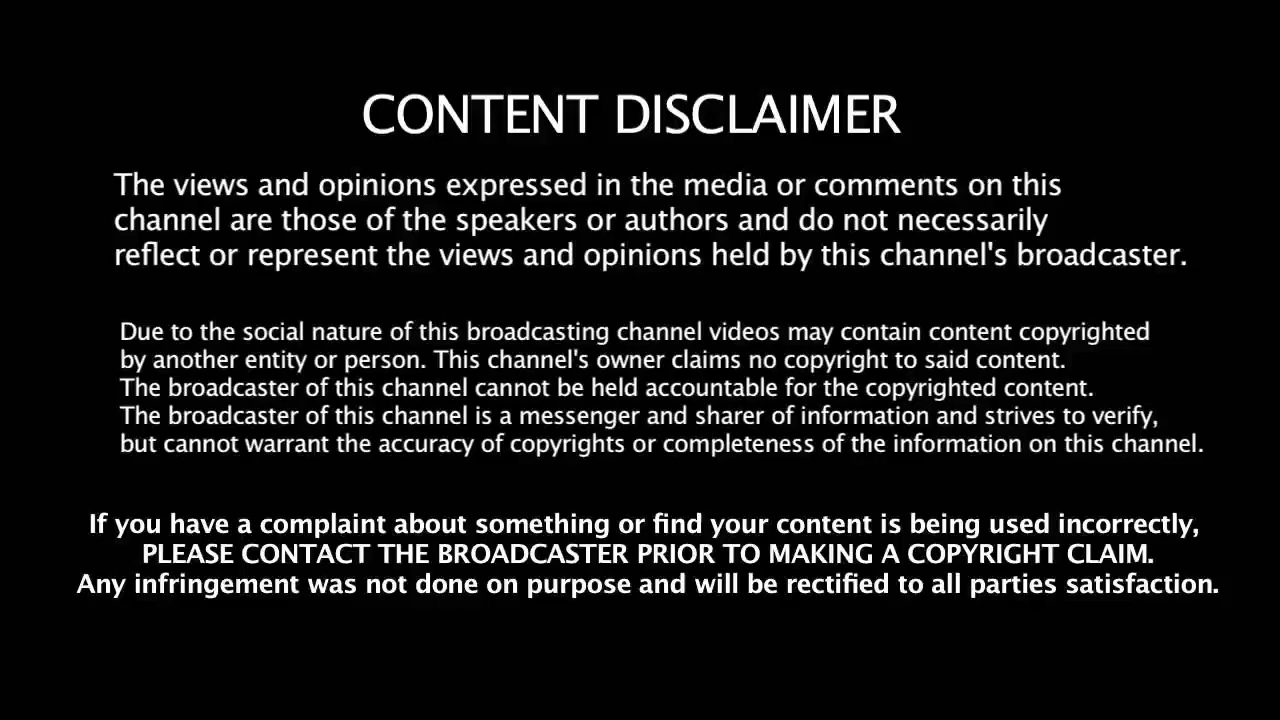 CONTENT DISCLAIMER
The views and opinions expressed in the media or comments on this
channel are those of the speakers or authors and do not necessarily
reflect or represent the views and opinions held by this channel's broadcaster.
Due to the social nature of this broadcasting channel videos may contain content copyrighted
by another entity or person. This channel's owner claims no copyright to said content.
The broadcaster of this channel cannot be held accountable for the copyrighted content.
The broadcaster of this channel is a messenger and sharer of information and strives to verify,
but cannot warrant the accuracy of copyrights or completeness of the information on this channel.
If you have a complaint about something or find your content is being used incorrectly,
PLEASE CONTACT THE BROADCASTER PRIOR TO MAKING A COPYRIGHT CLAIM.
Any infringement was not done on purpose and will be rectified to all parties satisfaction.